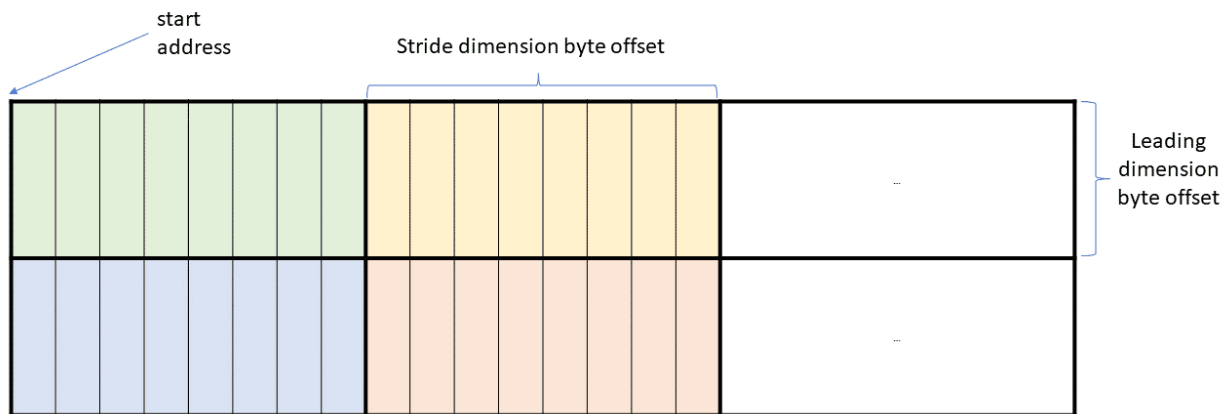 start
address
Stride dimension byte offset
...
Leading
dimension
byte offset
...